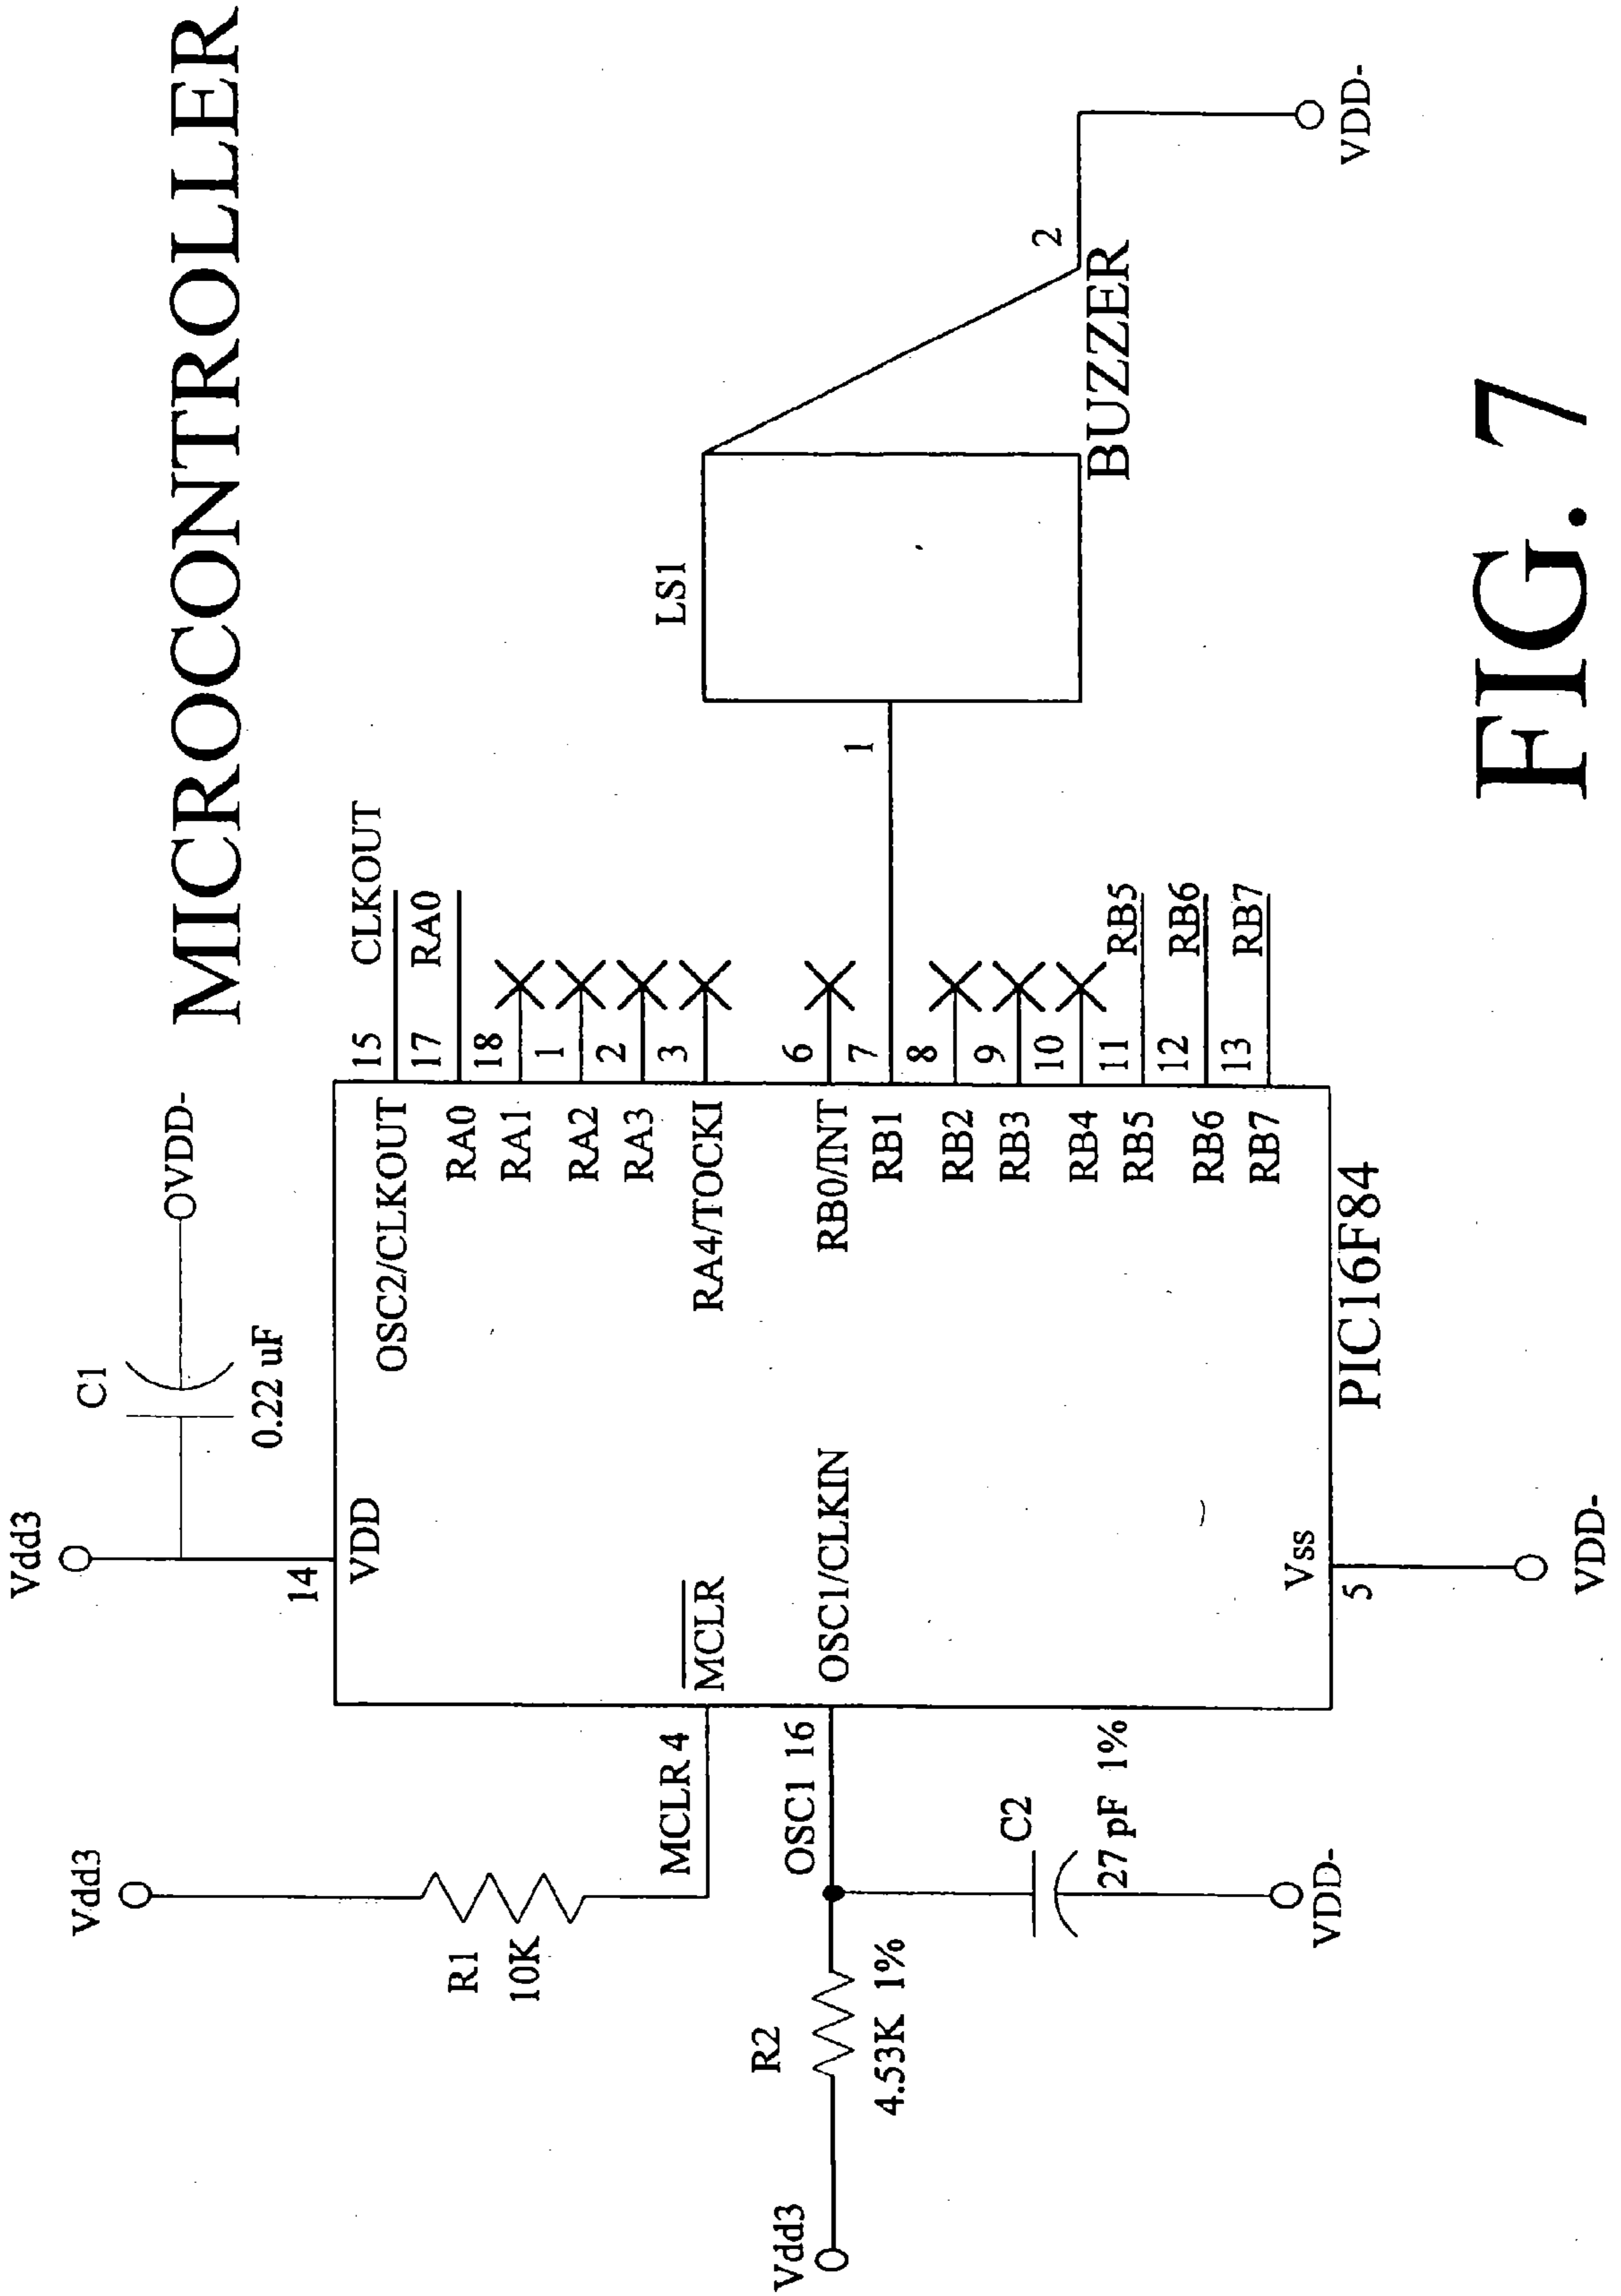 MICROCONTROLLER
Vdd3
C1
VDD-
0.22 uF
14
VDD
Vdd3
R1
10K
MCLR 4
MCLR
OSC1 16
OSC1/CLKIN
Vdd3
R2
4.53K 1%
C2
27 pF 1%
VDD-
OSC2/CLKOUT 15 CLKOUT
RA0 17 RA0
RA1 18
RA2 1
RA3 2
RA4/TOCKI 3
RB0/INT 6
RB1 7
RB2 8
RB3 9
RB4 10
RB5 11 RB5
RB6 12 RB6
RB7 13 RB7
Vss
5
VDD-
PIC16F84
LS1
1
2
BUZZER
VDD-
FIG. 7